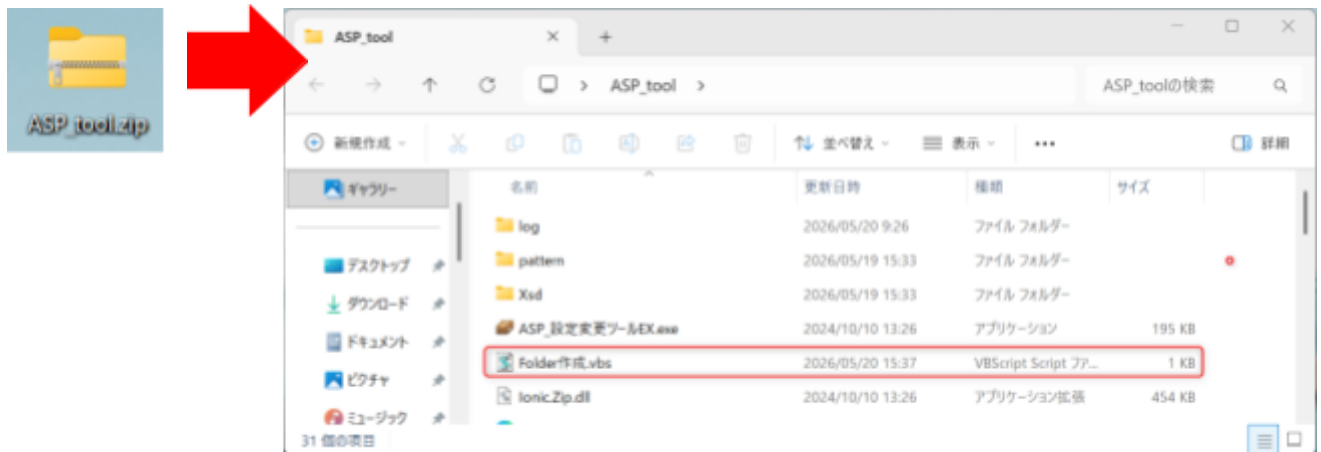 ASP_tool.zip
ASP_tool
ASP_tool
ASP_toolの検索
新規作成
並べ替え
表示
詳細
ギャラリー
デスクトップ
ダウンロード
ドキュメント
ピクチャ
ミュージック
名前 更新日時 種類 サイズ
log 2026/05/20 9:26 ファイル フォルダー
pattern 2026/05/19 15:33 ファイル フォルダー
Xsd 2026/05/19 15:33 ファイル フォルダー
ASP_設定変更ツールEX.exe 2024/10/10 13:26 アプリケーション 195 KB
Folder作成.vbs 2026/05/20 15:37 VBScript Script ファ... 1 KB
Ionic.Zip.dll 2024/10/10 13:26 アプリケーション拡張 454 KB
31 個の項目